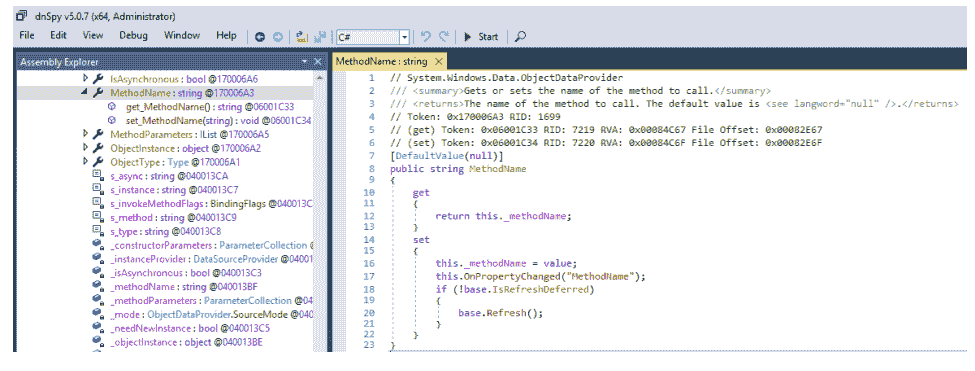 dnSpy v5.0.7 (x64, Administrator)
File Edit View Debug Window Help C# Start
Assembly Explorer
IsAsynchronous : bool @170006A6
MethodName : string @170006A3
get_MethodName() : string @06001C33
set_MethodName(string) : void @06001C34
MethodParameters : IList @170006A5
ObjectInstance : object @170006A2
ObjectType : Type @170006A1
s_async : string @040013CA
s_instance : string @040013C7
s_invokeMethodFlags : BindingFlags @040013C
s_method : string @040013C9
s_type : string @040013C8
_constructorParameters : ParameterCollection @
_instanceProvider : DataSourceProvider @04001
_isAsynchronous : bool @040013C3
_methodName : string @040013BF
_methodParameters : ParameterCollection @04
_mode : ObjectDataProvider.SourceMode @0400
_needNewInstance : bool @040013C5
_objectInstance : object @040013BE
MethodName : string
1 // System.Windows.Data.ObjectDataProvider
2 /// <summary>Gets or sets the name of the method to call.</summary>
3 /// <returns>The name of the method to call. The default value is <see langword="null" />.</returns>
4 // Token: 0x170006A3 RID: 1699
5 // (get) Token: 0x06001C33 RID: 7219 RVA: 0x00084C67 File Offset: 0x00082E67
6 // (set) Token: 0x06001C34 RID: 7220 RVA: 0x00084C6F File Offset: 0x00082E6F
7 [DefaultValue(null)]
8 public string MethodName
9 {
10 get
11 {
12 return this._methodName;
13 }
14 set
15 {
16 this._methodName = value;
17 this.OnPropertyChanged("MethodName");
18 if (!base.IsRefreshDeferred)
19 {
20 base.Refresh();
21 }
22 }
23 }